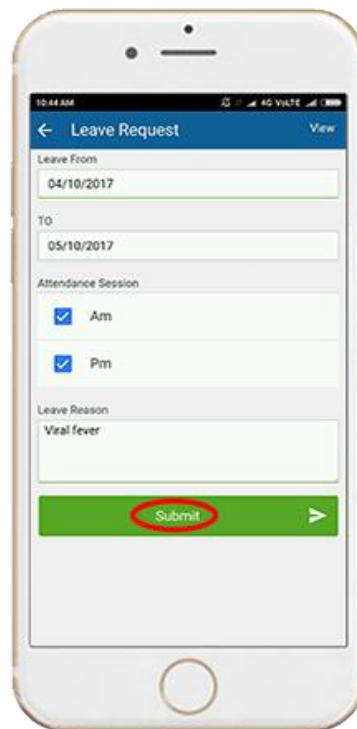 10:44 AM 4G VoLTE
Leave Request View
Leave From
04/10/2017
TO
05/10/2017
Attendance Session
Am
Pm
Leave Reason
Viral fever
Submit